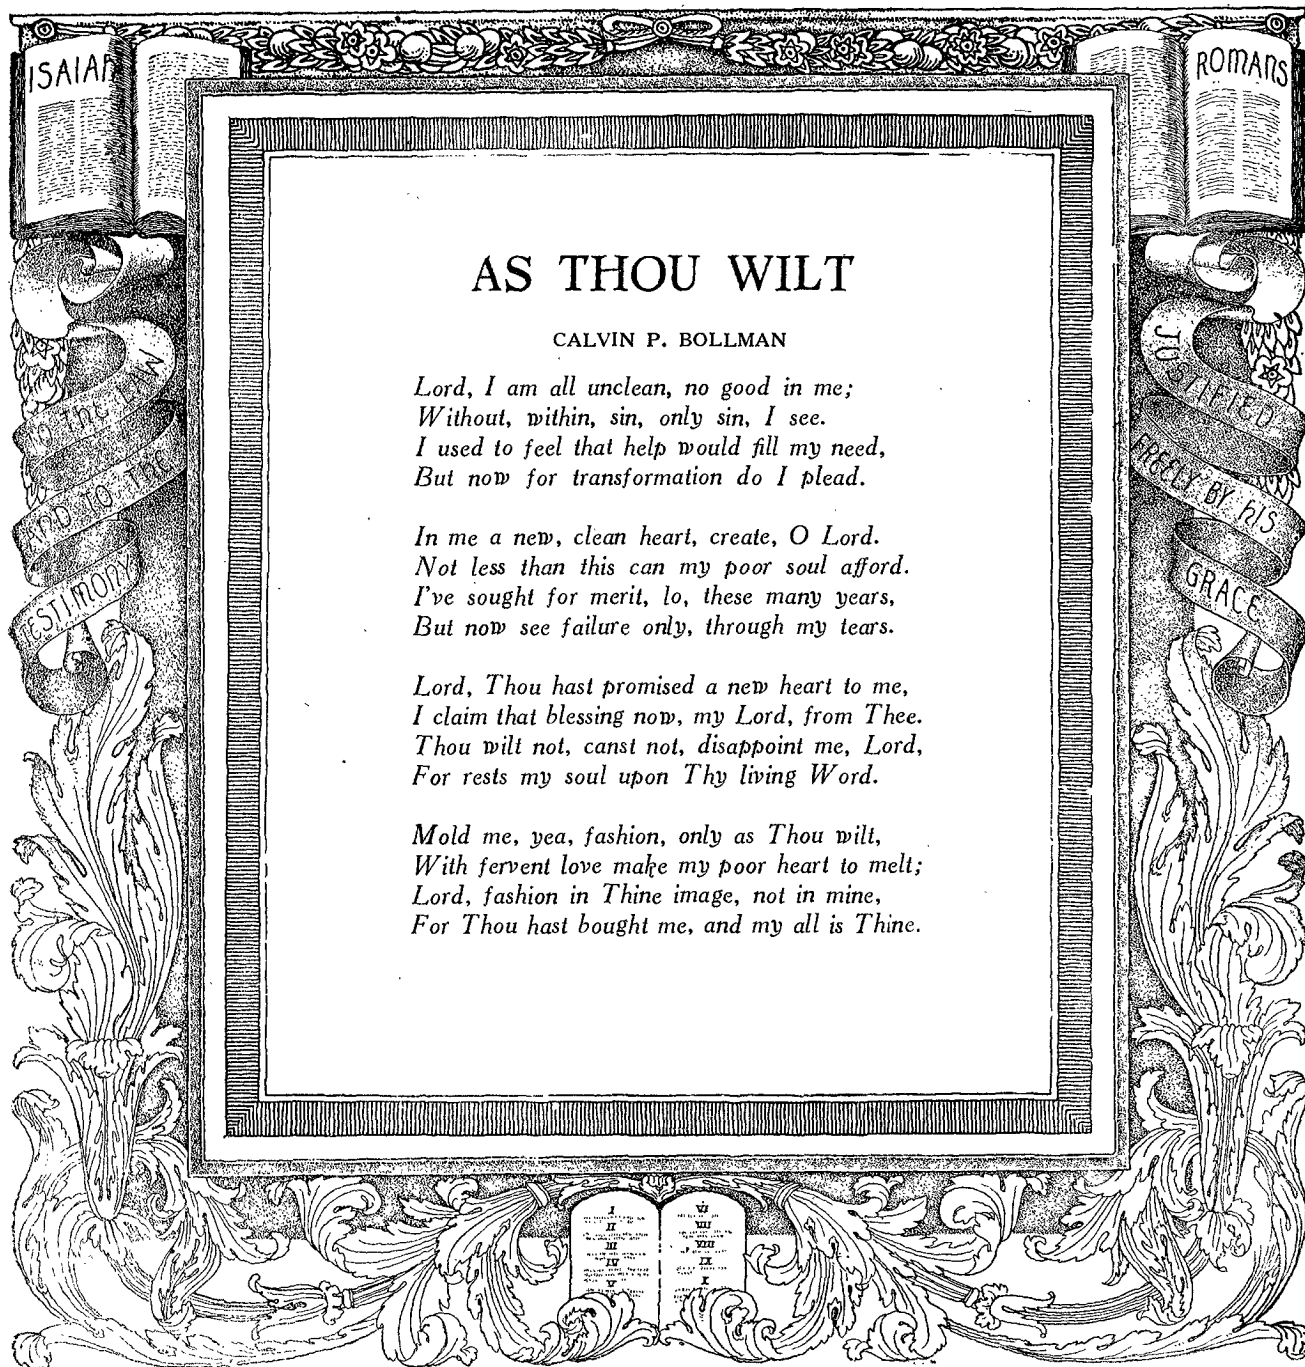 ISAIAH
ROMANS
TO THE LAW
AND TO THE
TESTIMONY
JUSTIFIED
FREELY BY HIS
GRACE
AS THOU WILT
CALVIN P. BOLLMAN
Lord, I am all unclean, no good in me;
Without, within, sin, only sin, I see.
I used to feel that help would fill my need,
But now for transformation do I plead.
In me a new, clean heart, create, O Lord.
Not less than this can my poor soul afford.
I've sought for merit, lo, these many years,
But now see failure only, through my tears.
Lord, Thou hast promised a new heart to me,
I claim that blessing now, my Lord, from Thee.
Thou wilt not, canst not, disappoint me, Lord,
For rests my soul upon Thy living Word.
Mold me, yea, fashion, only as Thou wilt,
With fervent love make my poor heart to melt;
Lord, fashion in Thine image, not in mine,
For Thou hast bought me, and my all is Thine.
I
II
III
IV
V
VI
VII
VIII
IX
X